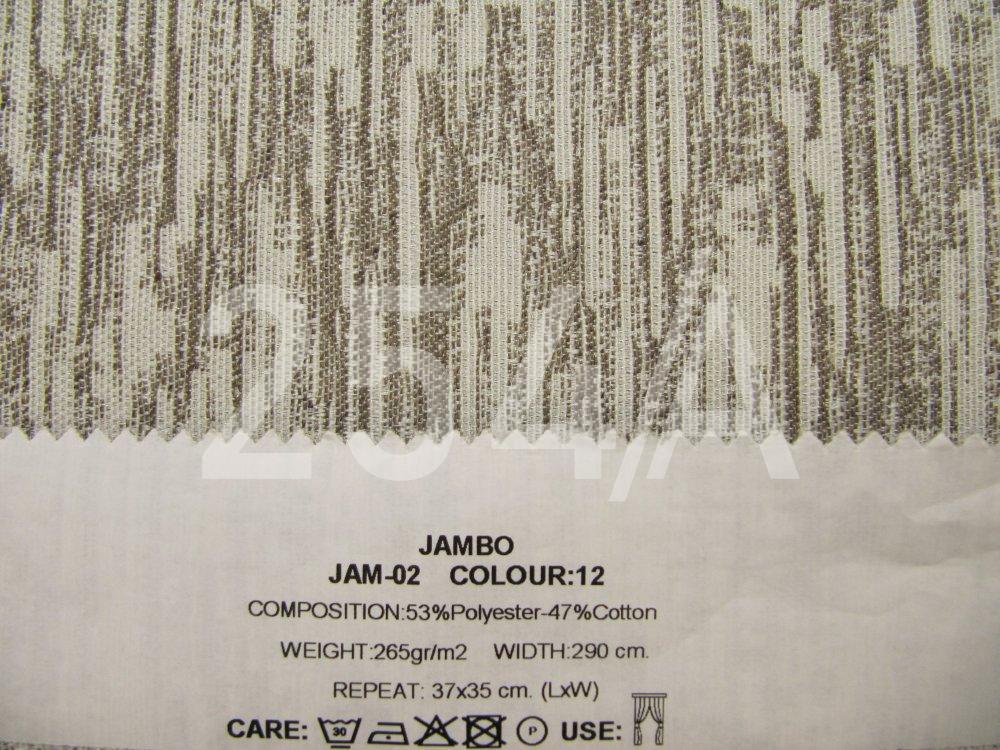 254/A
JAMBO
JAM-02 COLOUR:12
COMPOSITION:53%Polyester-47%Cotton
WEIGHT:265gr/m2 WIDTH:290 cm.
REPEAT: 37x35 cm. (LxW)
CARE: 30 P USE: